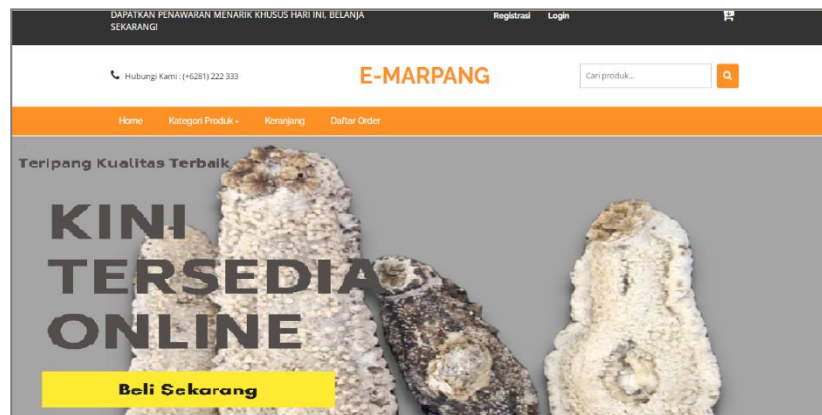 DAPATKAN PENAWARAN MENARIK KHUSUS HARI INI, BELANJA
SEKARANG!
Registrasi Login
Hubungi Kami : (+6281) 222 333
E-MARPANG
Cari produk...
Home Kategori Produk Keranjang Daftar Order
Teripang Kualitas Terbaik
KINI
TERSEDIA
ONLINE
Beli Sekarang